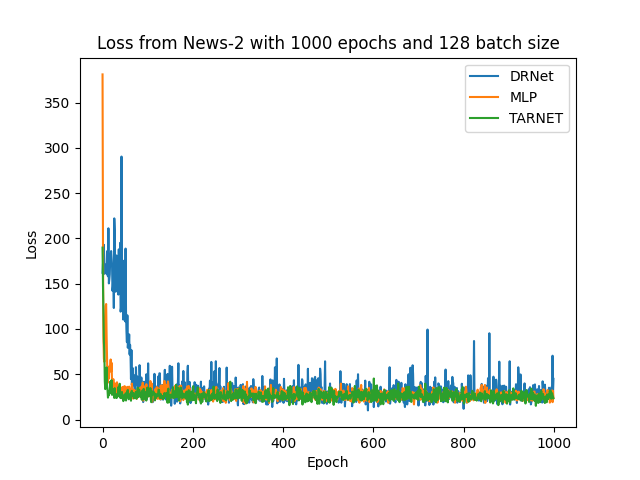 Loss from News-2 with 1000 epochs and 128 batch size
DRNet
MLP
TARNET
350
300
250
200
150
100
50
0
Loss
0 200 400 600 800 1000
Epoch